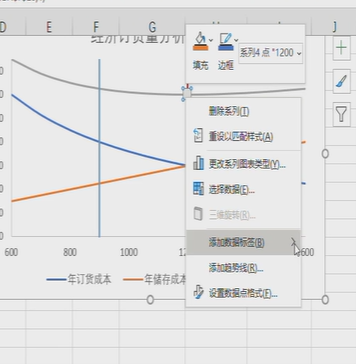 D E F G J
经济订货量分析
填充 边框 系列4 点 "1200
删除系列(D)
重设以匹配样式(A)
更改系列图表类型(Y)...
选择数据(E)...
三维旋转(R)...
添加数据标签(B)
添加趋势线(R)...
设置数据点格式(F)...
600 800 1000 12
600
年订货成本 年储存成本